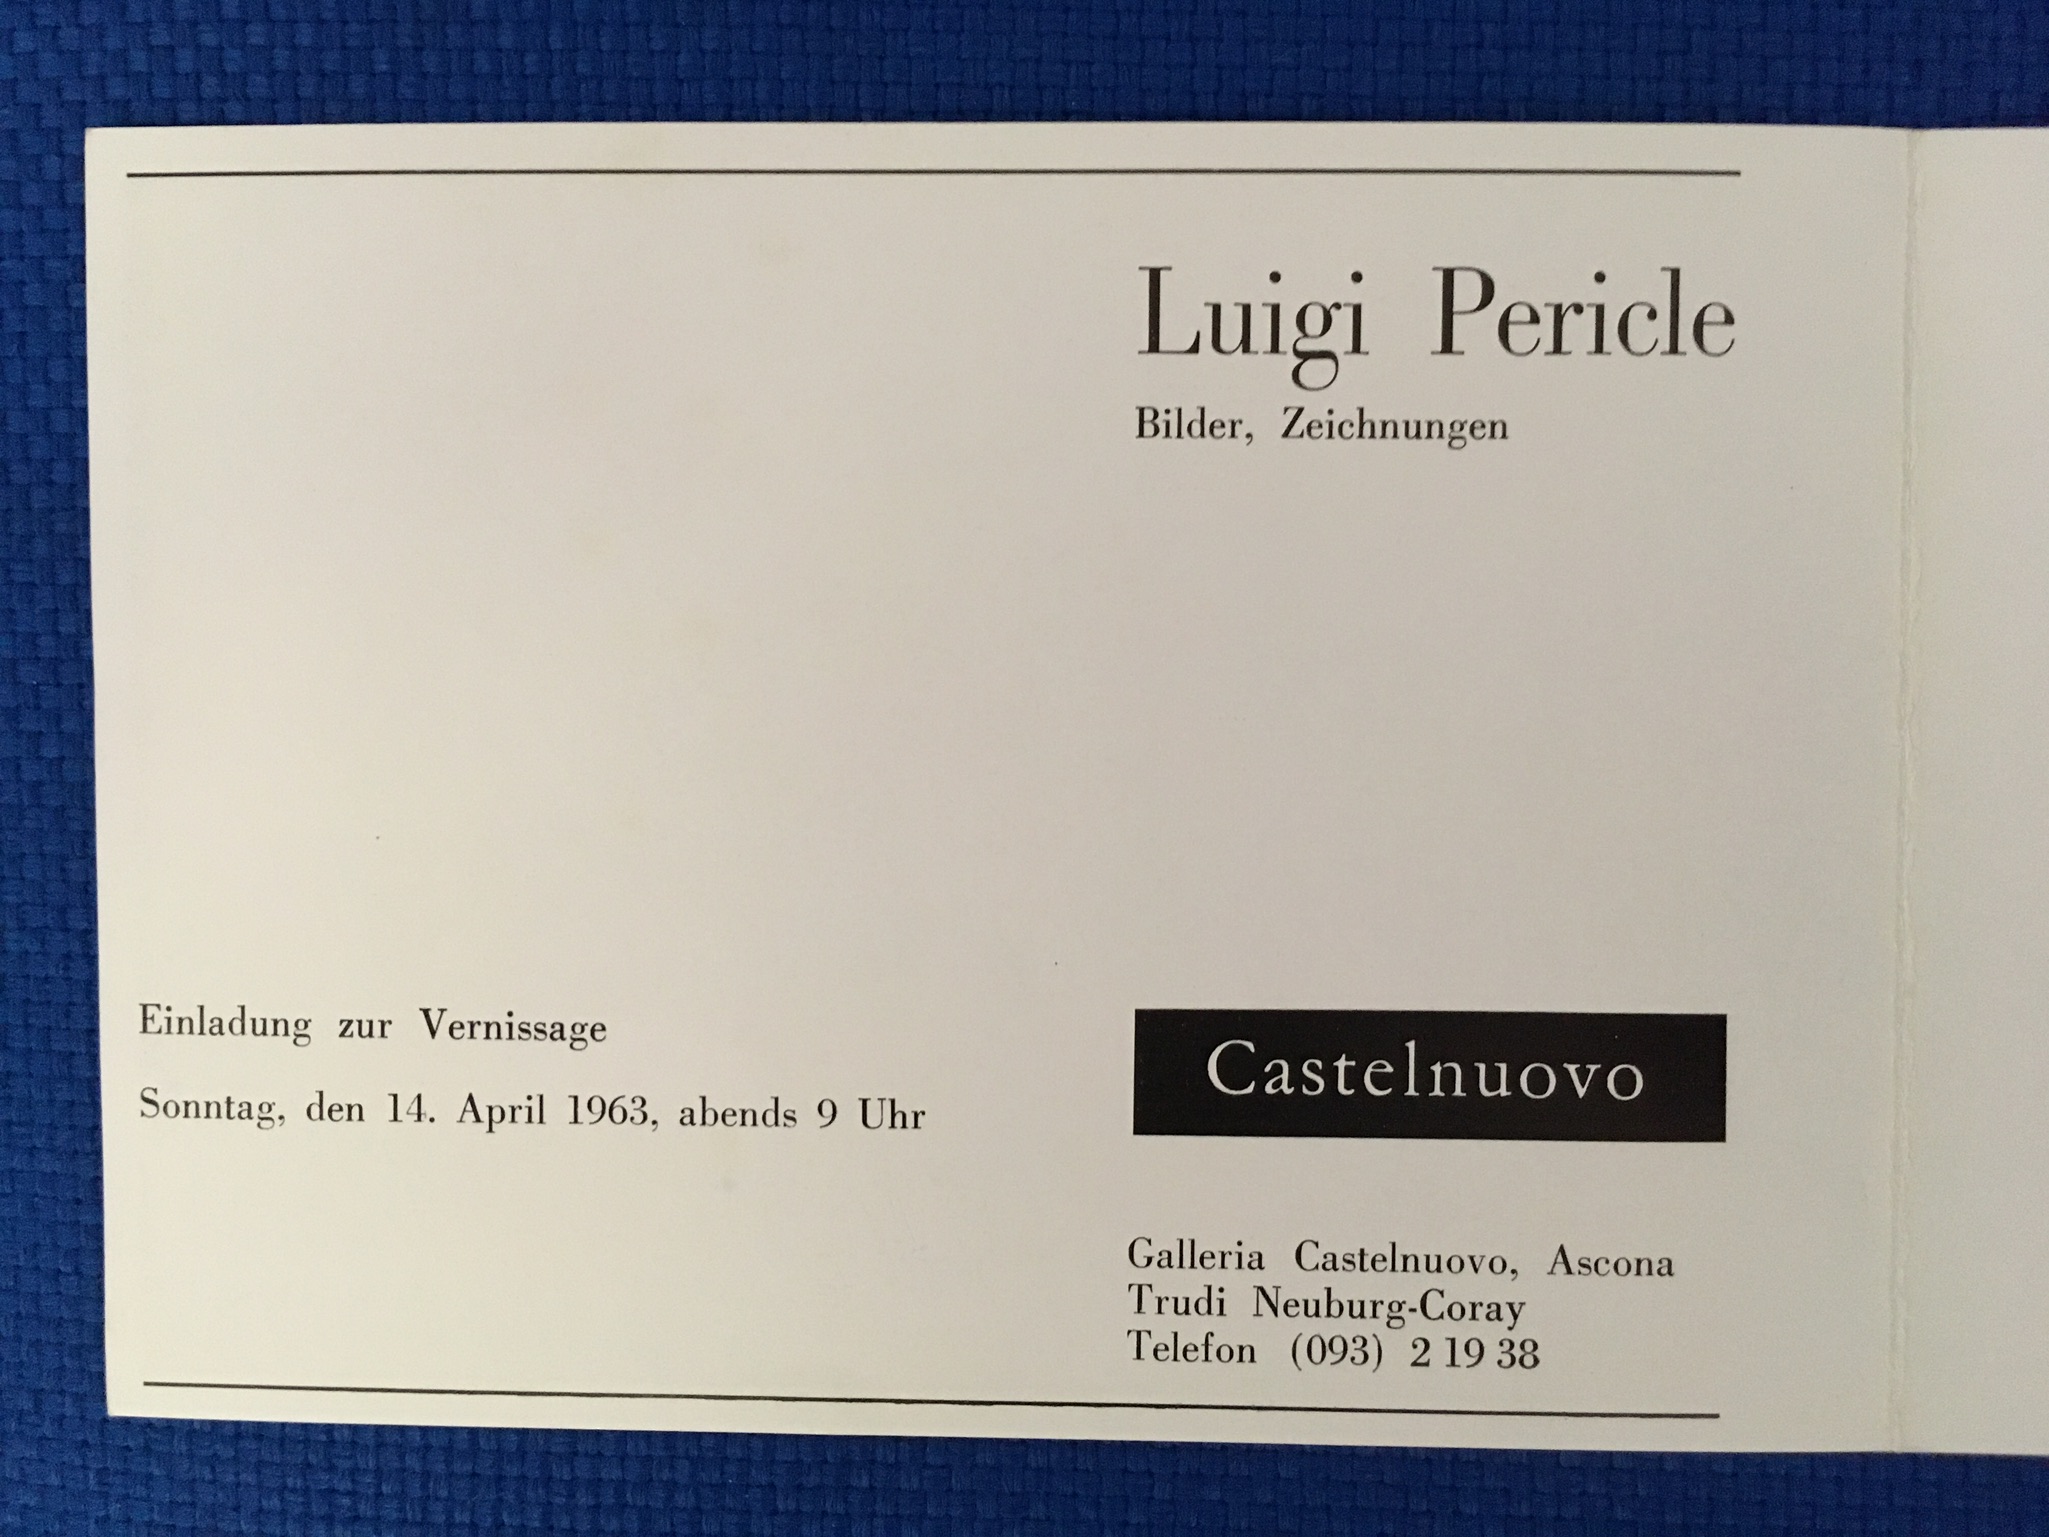 Luigi Pericle
Bilder, Zeichnungen
Einladung zur Vernissage
Sonntag, den 14. April 1963, abends 9 Uhr
Castelnuovo
Galleria Castelnuovo, Ascona
Trudi Neuburg-Coray
Telefon (093) 2 19 38